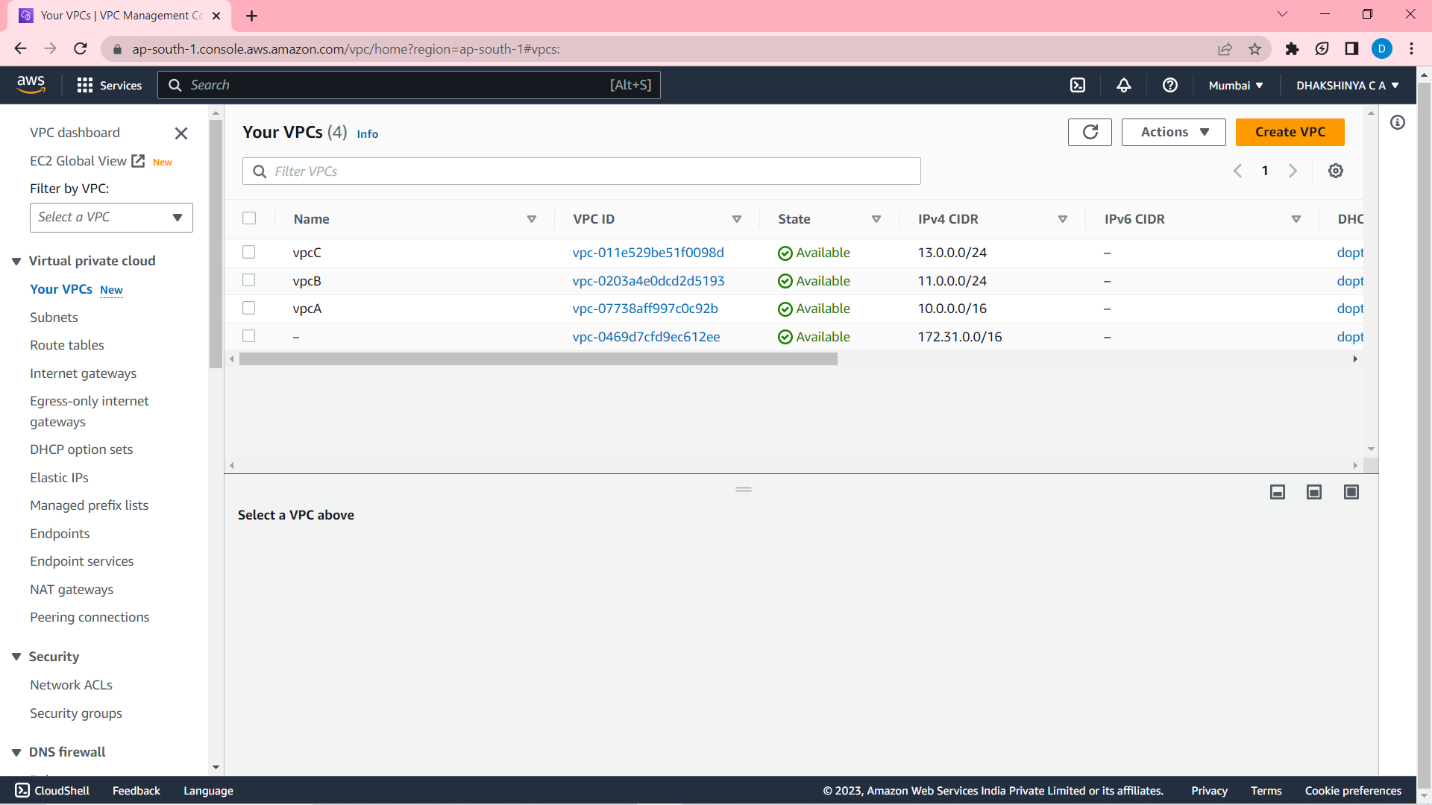 Your VPCs | VPC Management Co
ap-south-1.console.aws.amazon.com/vpc/home?region=ap-south-1#vpcs:
D
aws
Services
Search
[Alt+S]
Mumbai
DHAKSHINYA C A
VPC dashboard
EC2 Global View New
Filter by VPC:
Select a VPC
Virtual private cloud
Your VPCs New
Subnets
Route tables
Internet gateways
Egress-only internet
gateways
DHCP option sets
Elastic IPs
Managed prefix lists
Endpoints
Endpoint services
NAT gateways
Peering connections
Security
Network ACLs
Security groups
DNS firewall
Your VPCs (4) Info
Actions
Create VPC
Filter VPCs
1
Name VPC ID State IPv4 CIDR IPv6 CIDR DHC
vpcC vpc-011e529be51f0098d Available 13.0.0.0/24 – dopt
vpcB vpc-0203a4e0dcd2d5193 Available 11.0.0.0/24 – dopt
vpcA vpc-07738aff997c0c92b Available 10.0.0.0/16 – dopt
– vpc-0469d7cfd9ec612ee Available 172.31.0.0/16 – dopt
Select a VPC above
CloudShell Feedback Language
© 2023, Amazon Web Services India Private Limited or its affiliates. Privacy Terms Cookie preferences